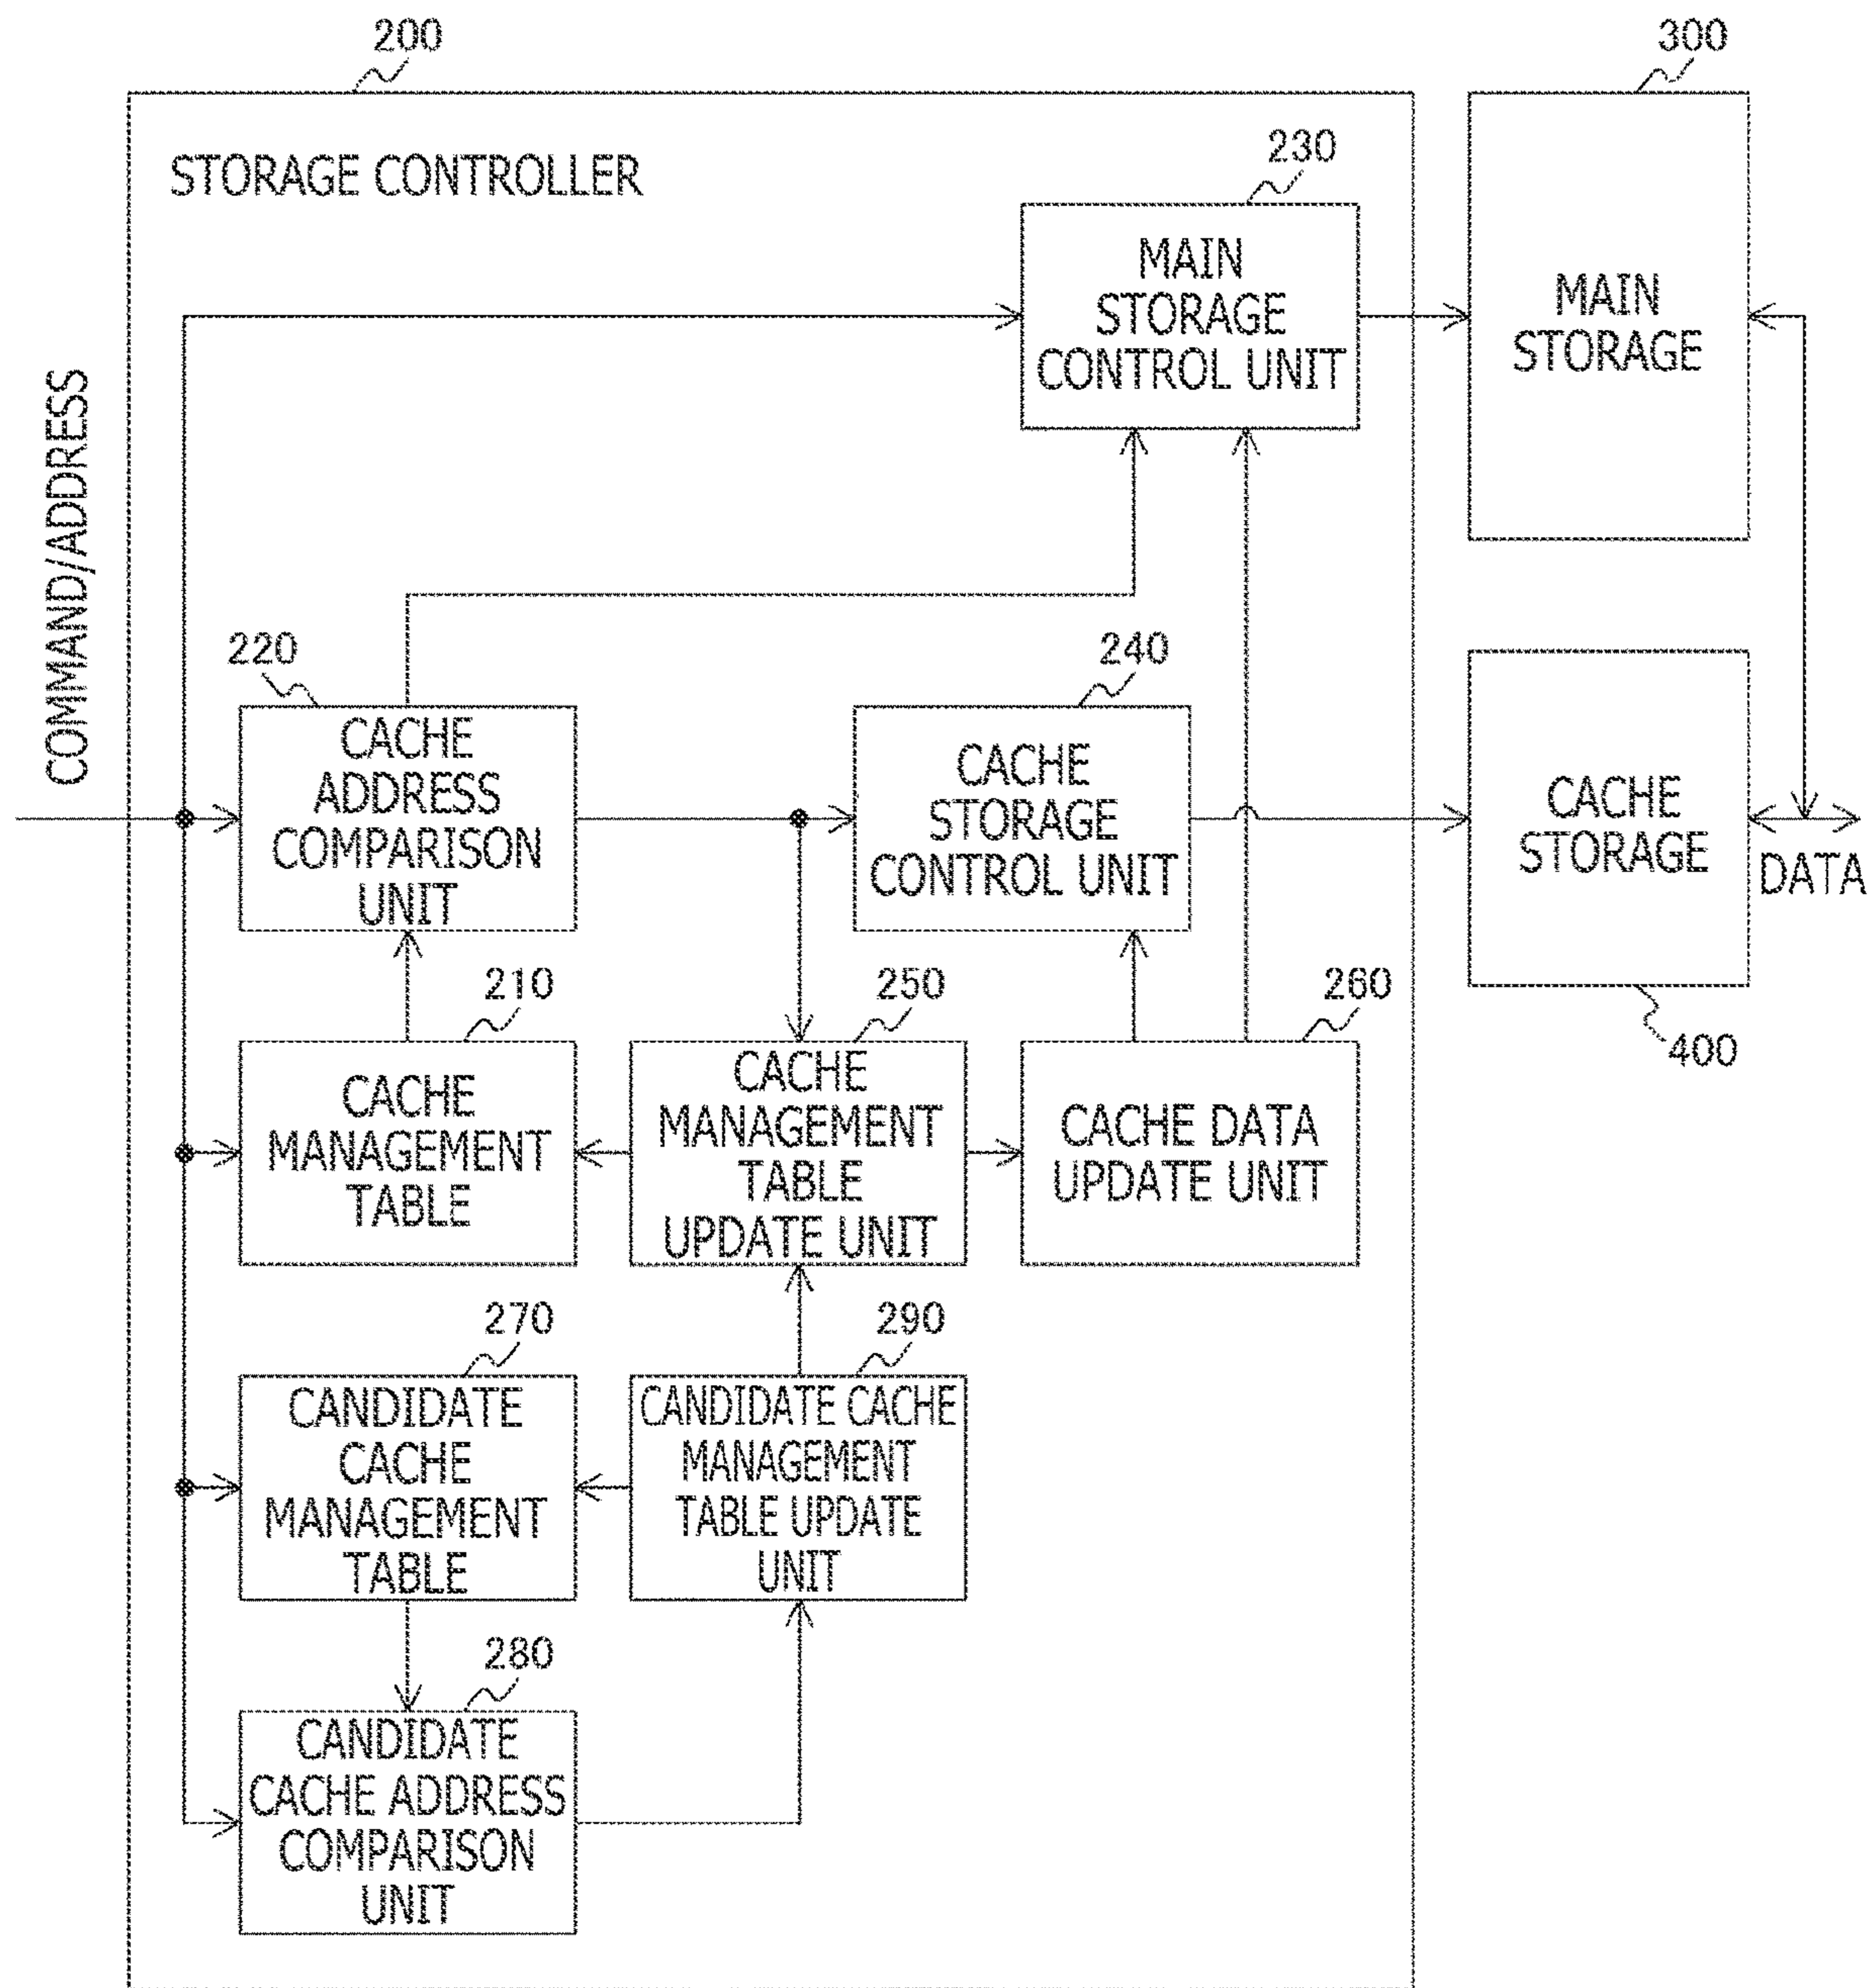 200
300
STORAGE CONTROLLER
230
MAIN
STORAGE
CONTROL UNIT
MAIN
STORAGE
COMMAND/ADDRESS
220
CACHE
ADDRESS
COMPARISON
UNIT
240
CACHE
STORAGE
CONTROL UNIT
CACHE
STORAGE
DATA
400
210
CACHE
MANAGEMENT
TABLE
250
CACHE
MANAGEMENT
TABLE
UPDATE UNIT
260
CACHE DATA
UPDATE UNIT
270
CANDIDATE
CACHE
MANAGEMENT
TABLE
290
CANDIDATE CACHE
MANAGEMENT
TABLE UPDATE
UNIT
280
CANDIDATE
CACHE ADDRESS
COMPARISON
UNIT